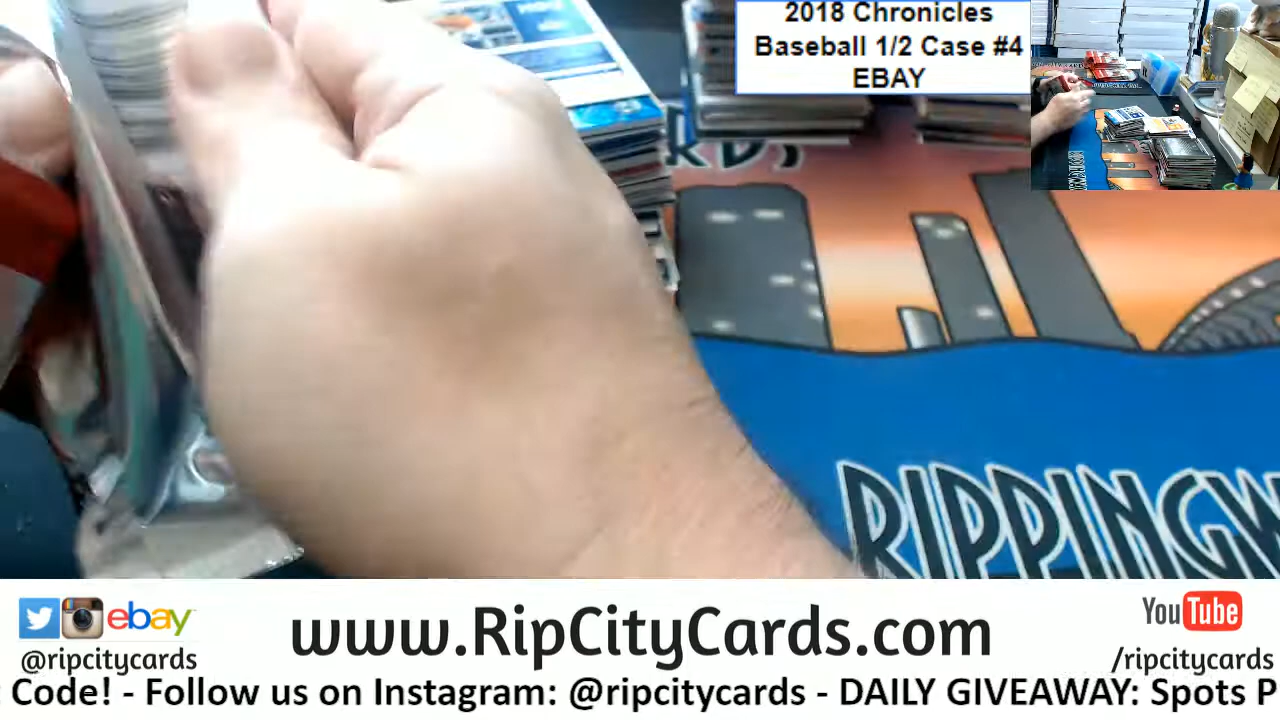 2018 Chronicles
Baseball 1/2 Case #4
EBAY
RIPPINGW
ebay
@ripcitycards
www.RipCityCards.com
YouTube
/ripcitycards
Code! - Follow us on Instagram: @ripcitycards - DAILY GIVEAWAY: Spots P